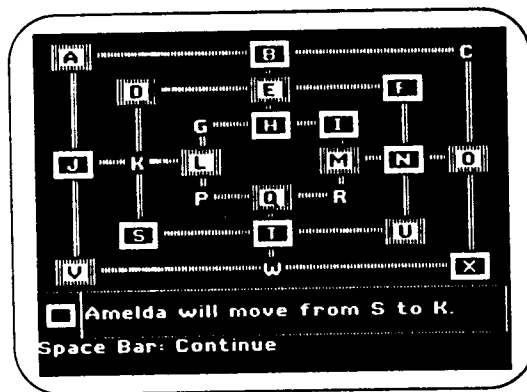 A B C
D E F
G H I
J K L M N O
P Q R
S T U
V W X
Amelda will move from S to K.
Space Bar: Continue